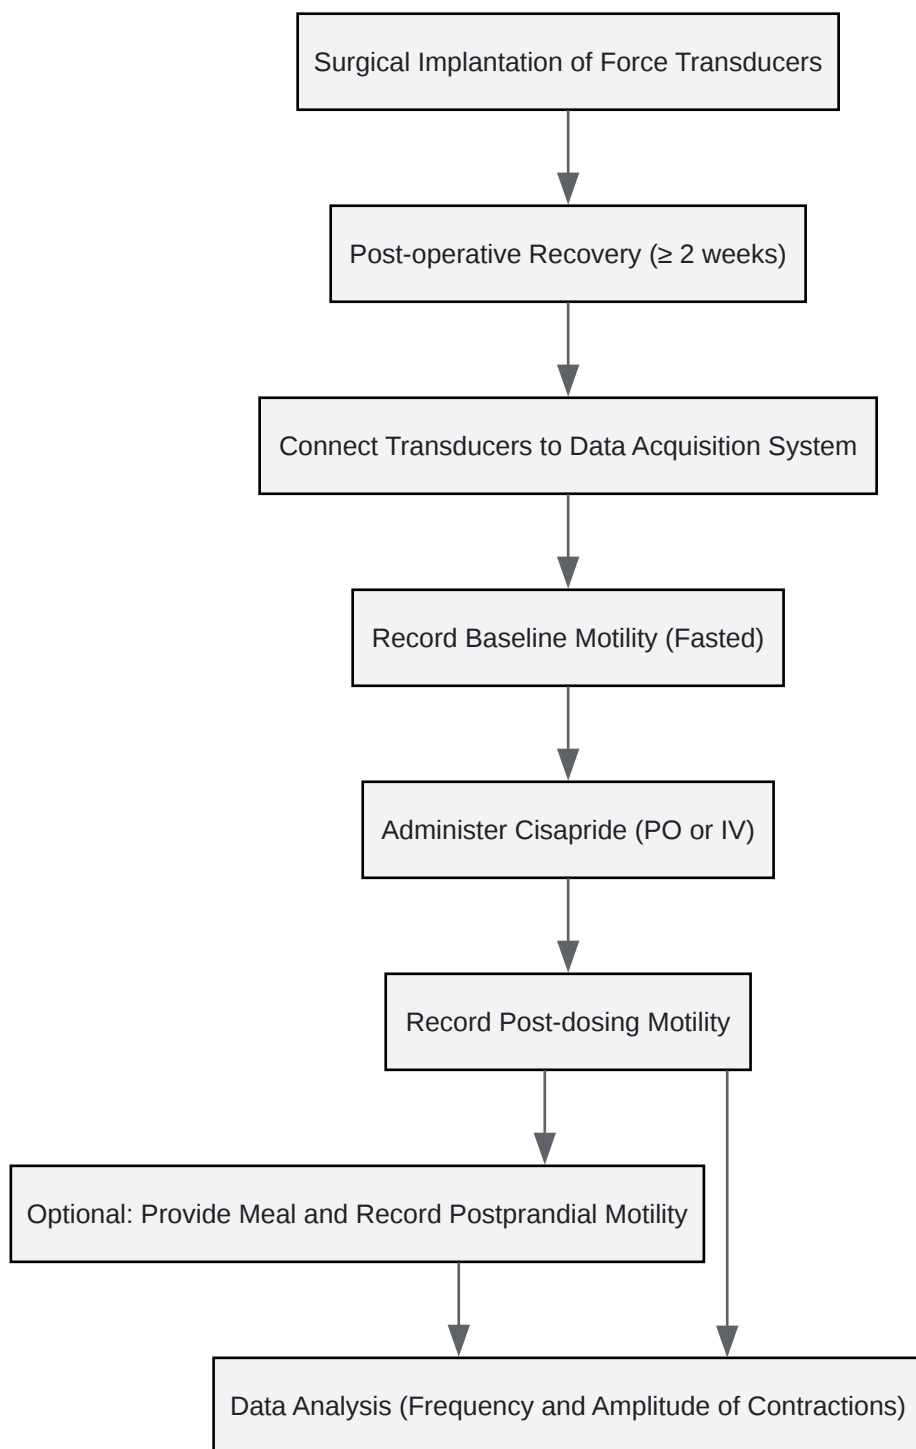 Surgical Implantation of Force Transducers
Post-operative Recovery (≥ 2 weeks)
Connect Transducers to Data Acquisition System
Record Baseline Motility (Fasted)
Administer Cisapride (PO or IV)
Record Post-dosing Motility
Optional: Provide Meal and Record Postprandial Motility
Data Analysis (Frequency and Amplitude of Contractions)